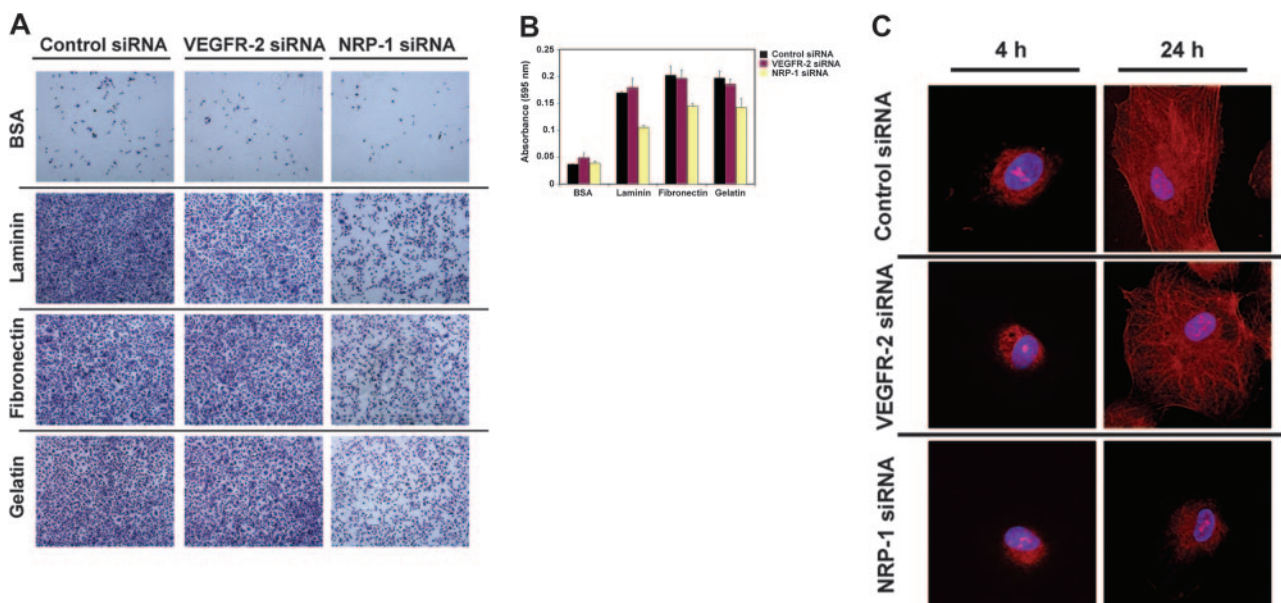 A
Control siRNA VEGFR-2 siRNA NRP-1 siRNA
BSA
Laminin
Fibronectin
Gelatin
B
Absorbance (595 nm)
0.25
0.2
0.15
0.1
0.05
0
BSA Laminin Fibronectin Gelatin
Control siRNA
VEGFR-2 siRNA
NRP-1 siRNA
C
4 h 24 h
Control siRNA
VEGFR-2 siRNA
NRP-1 siRNA